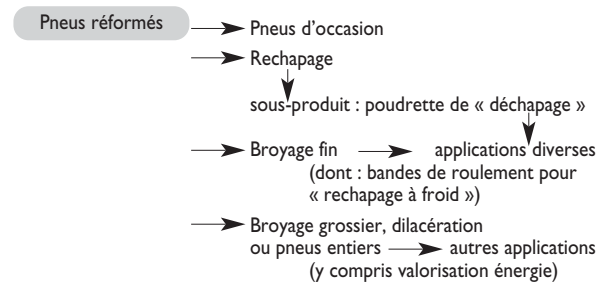 Pneus réformés
Pneus d'occasion
Rechapage
sous-produit : poudrette de « déchapage »
Broyage fin applications diverses
(dont : bandes de roulement pour
« rechapage à froid »)
Broyage grossier, dilacération
ou pneus entiers autres applications
(y compris valorisation énergie)